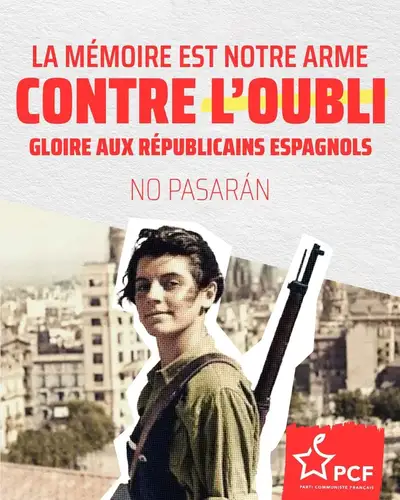 LA MÉMOIRE EST NOTRE ARME
CONTRE L'OUBLI
GLOIRE AUX RÉPUBLICAINS ESPAGNOLS
NO PASARÁN
PCF
PARTI COMMUNISTE FRANÇAIS